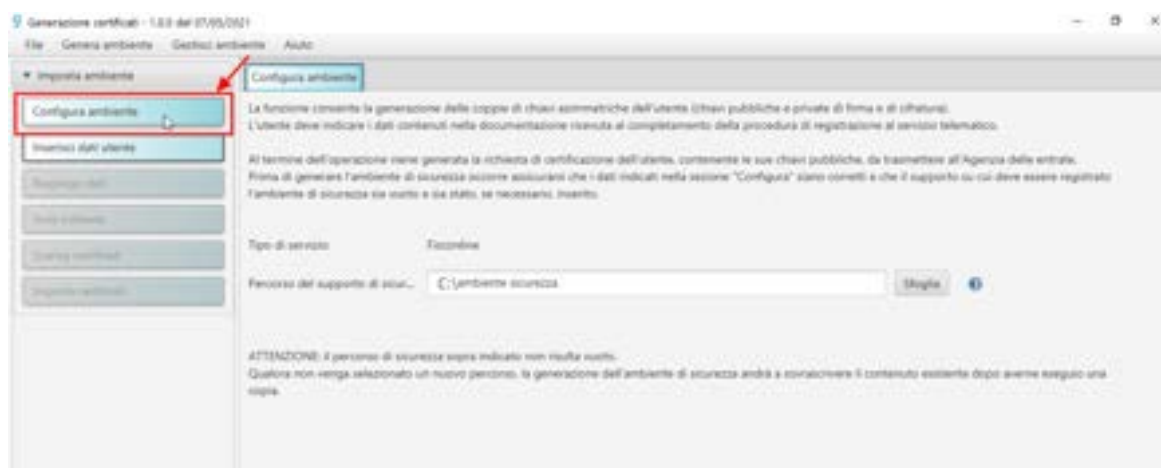 Generazione certificati - 1.0.0 del 07/05/2021
File Genera ambiente Gestisci ambiente Aiuto
Imposta ambiente
Configura ambiente
Configura ambiente
Inserisci dati utente
La funzione consente la generazione delle coppie di chiavi asimmetriche dell'utente (chiavi pubbliche e private di firma e di cifratura).
L'utente deve indicare i dati contenuti nella documentazione ricevuta al completamento della procedura di registrazione al servizio telematico.
Al termine dell'operazione viene generata la richiesta di certificazione dell'utente, contenente le sue chiavi pubbliche, da trasmettere all'Agenzia delle entrate.
Prima di generare l'ambiente di sicurezza occorre assicurarsi che i dati indicati nella sezione "Configura" siano corretti e che il supporto su cui deve essere registrato
l'ambiente di sicurezza sia vuoto e sia stato, se necessario, inserito.
Riepilogo dati
Tipo di servizio Fisconline
Percorso del supporto di sicur... C:\ambiente sicurezza Sfoglia
ATTENZIONE: il percorso di sicurezza sopra indicato non risulta vuoto.
Qualora non venga selezionato un nuovo percorso, la generazione dell'ambiente di sicurezza andrà a sovrascrivere il contenuto esistente dopo averne eseguio una
copia.